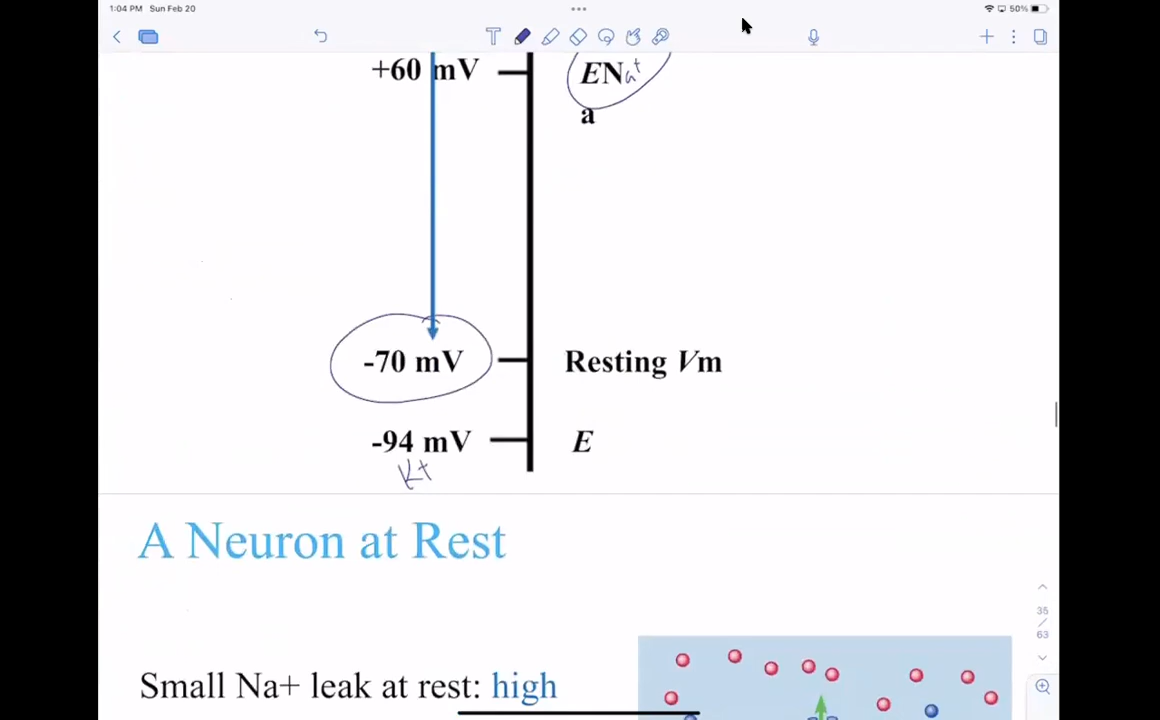 1:04 PM Sun Feb 20
50%
+60 mV ENa+
a
-70 mV Resting Vm
-94 mV E
K+
A Neuron at Rest
35
/
63
Small Na+ leak at rest: high